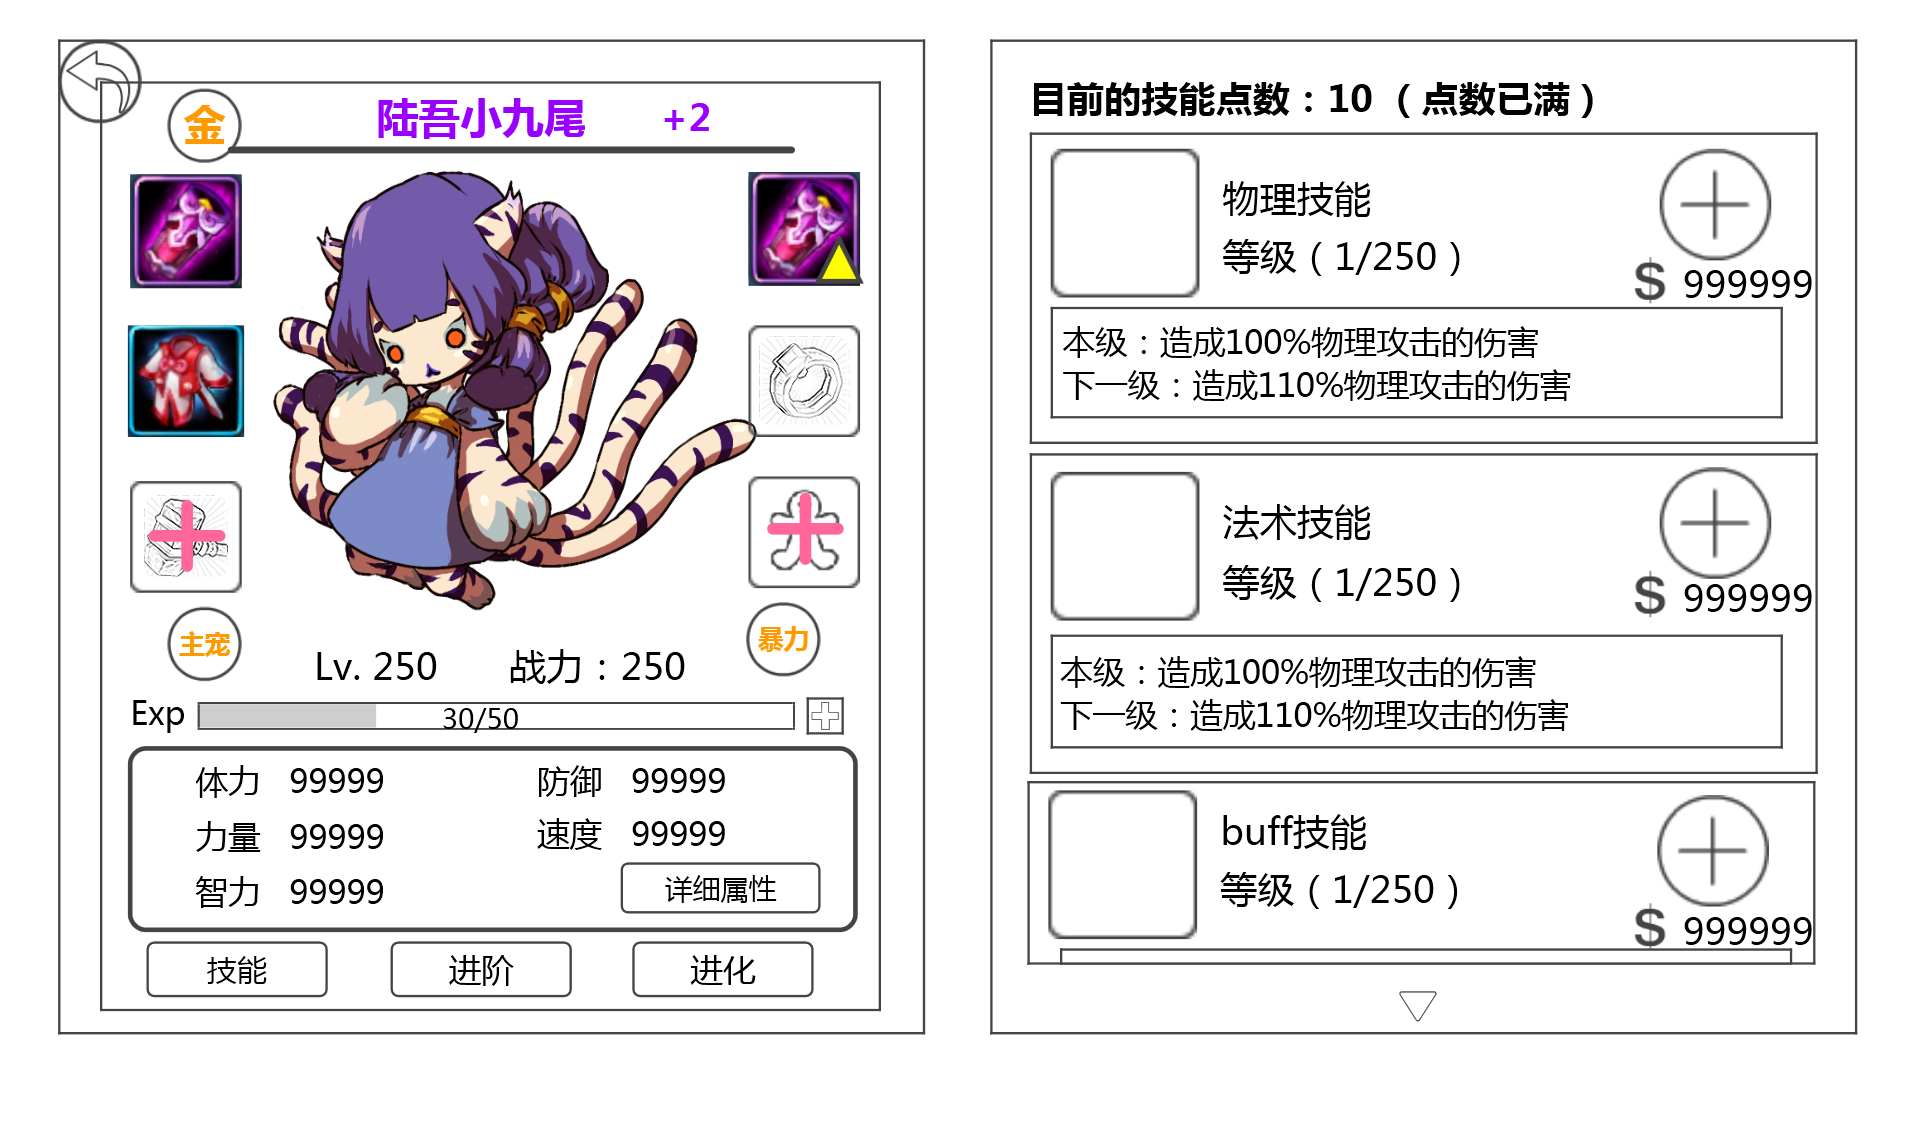 金
陆吾小九尾 +2
主宠
暴力
Lv. 250 战力：250
Exp 30/50
体力 99999 防御 99999
力量 99999 速度 99999
智力 99999
详细属性
技能 进阶 进化
目前的技能点数：10（点数已满）
物理技能
等级（1/250）
$ 999999
本级：造成100%物理攻击的伤害
下一级：造成110%物理攻击的伤害
法术技能
等级（1/250）
$ 999999
本级：造成100%物理攻击的伤害
下一级：造成110%物理攻击的伤害
buff技能
等级（1/250）
$ 999999